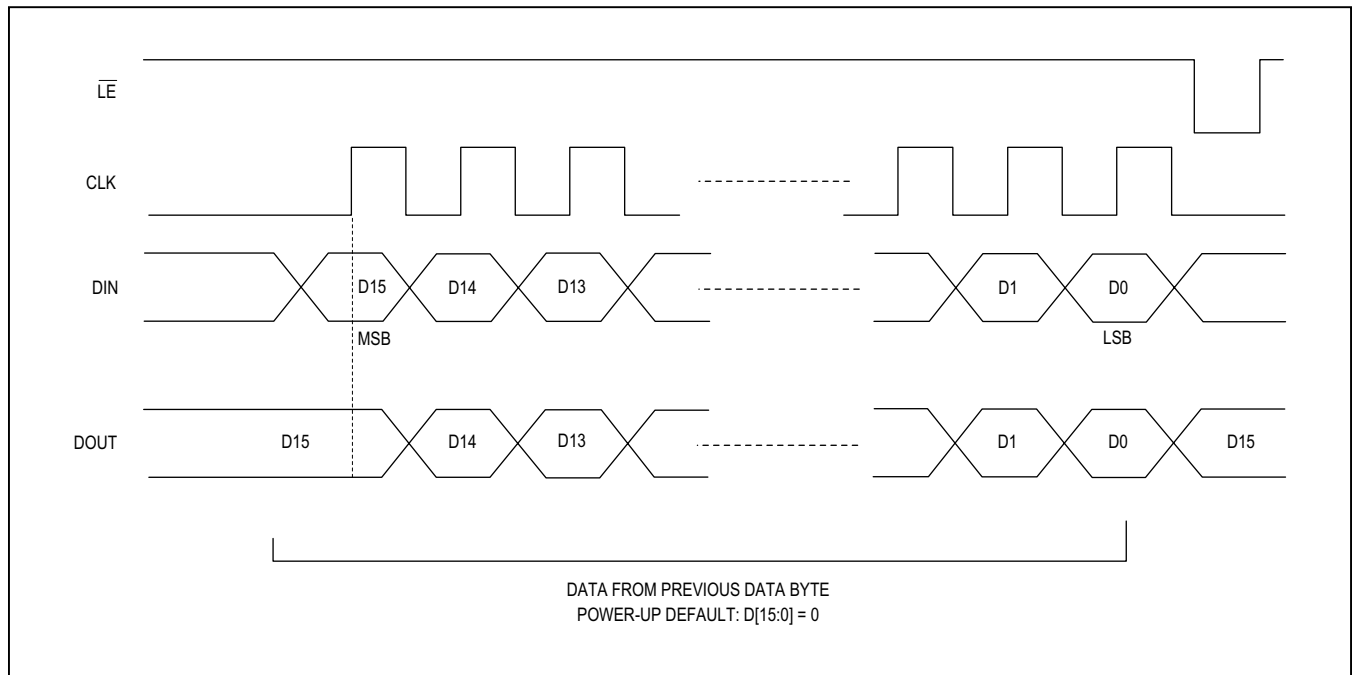 LE
CLK
DIN
D15
D14
D13
D1
D0
MSB
LSB
DOUT
D15
D14
D13
D1
D0
D15
DATA FROM PREVIOUS DATA BYTE
POWER-UP DEFAULT: D[15:0] = 0